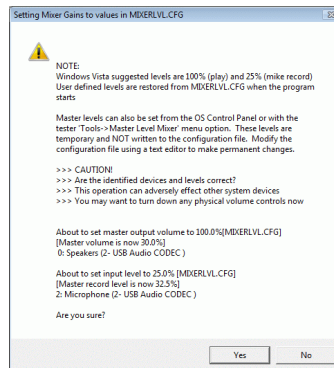 Setting Mixer Gains to values in MIXERLVL.CFG
NOTE:
Windows Vista suggested levels are 100% (play) and 25% (mike record)
User defined levels are restored from MIXERLVL.CFG when the program
starts
Master levels can also be set from the OS Control Panel or with the
tester 'Tools->Master Level Mixer' menu option. These levels are
temporary and NOT written to the configuration file. Modify the
configuration file using a text editor to make permanent changes.
>>> CAUTION!
>>> Are the identified devices and levels correct?
>>> This operation can adversely effect other system devices
>>> You may want to turn down any physical volume controls now
About to set master output volume to 100.0%[MIXERLVL.CFG]
[Master volume is now 30.0%]
0: Speakers (2- USB Audio CODEC )
About to set input level to 25.0% [MIXERLVL.CFG]
[Master record level is now 32.5%]
2: Microphone (2- USB Audio CODEC )
Are you sure?
Yes No